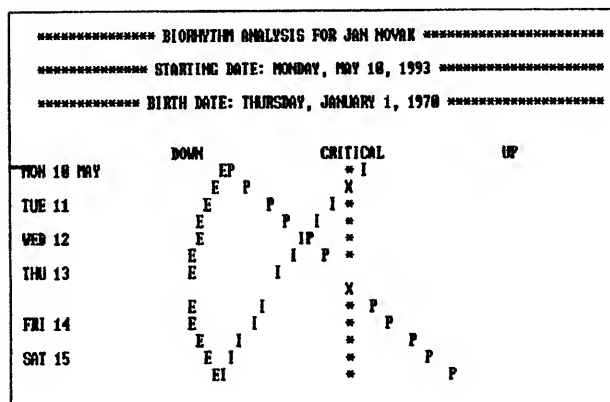 *************** BIORHYTHM ANALYSIS FOR JAN NOVAK ***********************
************** STARTING DATE: MONDAY, MAY 10, 1993 ********************
************* BIRTH DATE: THURSDAY, JANUARY 1, 1970 ********************
DOWN CRITICAL UP
MON 10 MAY EP * I
E P X
TUE 11 E P I *
E P I *
WED 12 E IP *
E I P *
THU 13 E I
X
E I * P
FRI 14 E I * P
E I * P
SAT 15 E I * P
EI * P